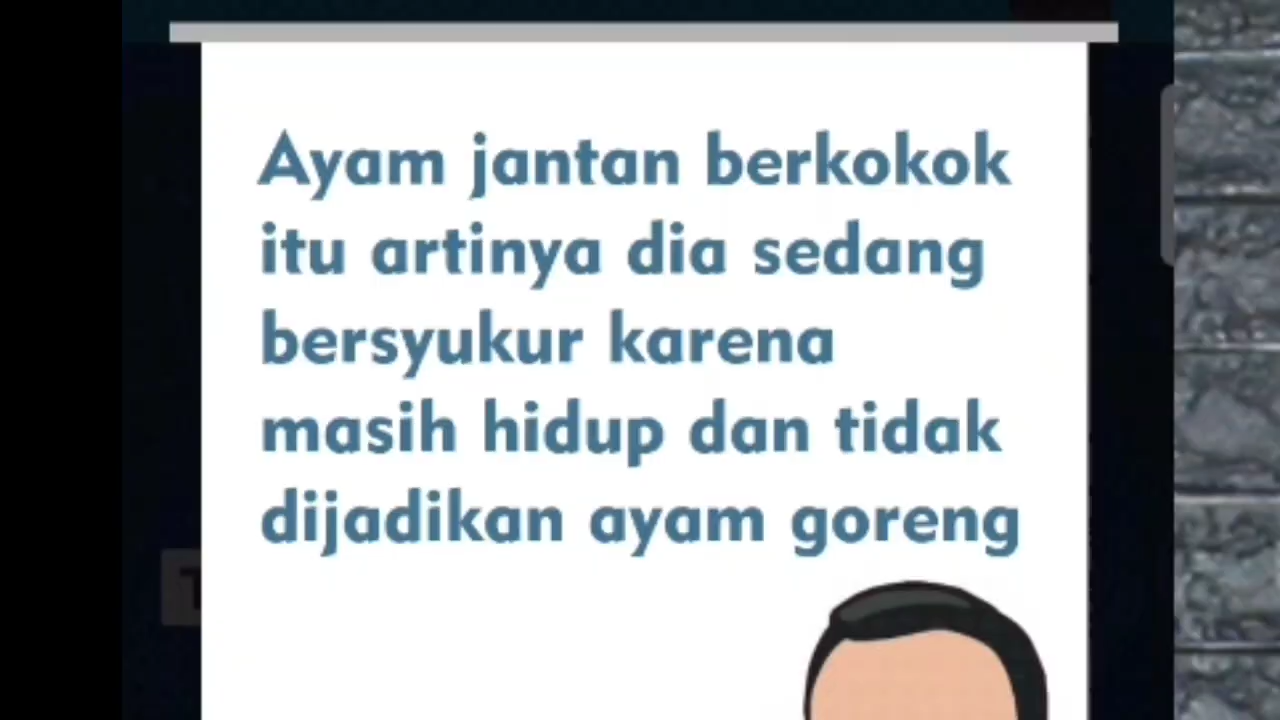 Ayam jantan berkokok
itu artinya dia sedang
bersyukur karena
masih hidup dan tidak
dijadikan ayam goreng